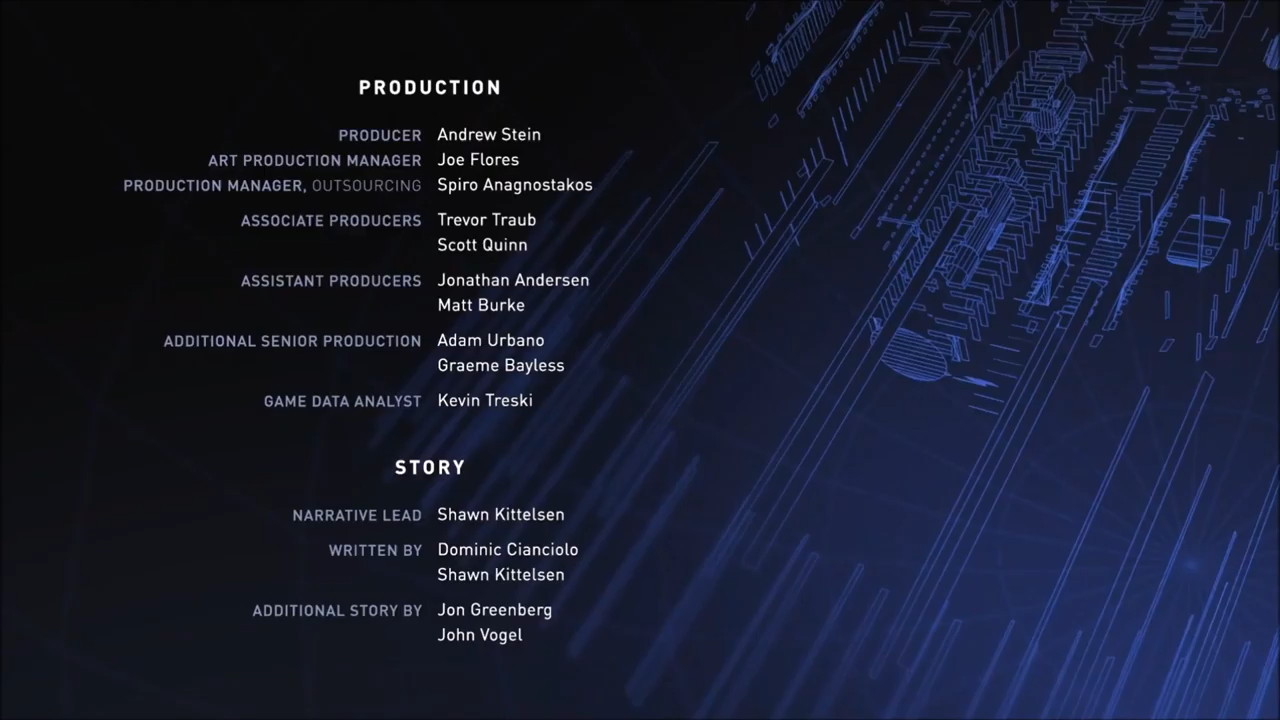 PRODUCTION
PRODUCER Andrew Stein
ART PRODUCTION MANAGER Joe Flores
PRODUCTION MANAGER, OUTSOURCING Spiro Anagnostakos
ASSOCIATE PRODUCERS Trevor Traub
Scott Quinn
ASSISTANT PRODUCERS Jonathan Andersen
Matt Burke
ADDITIONAL SENIOR PRODUCTION Adam Urbano
Graeme Bayless
GAME DATA ANALYST Kevin Treski
STORY
NARRATIVE LEAD Shawn Kittelsen
WRITTEN BY Dominic Cianciolo
Shawn Kittelsen
ADDITIONAL STORY BY Jon Greenberg
John Vogel